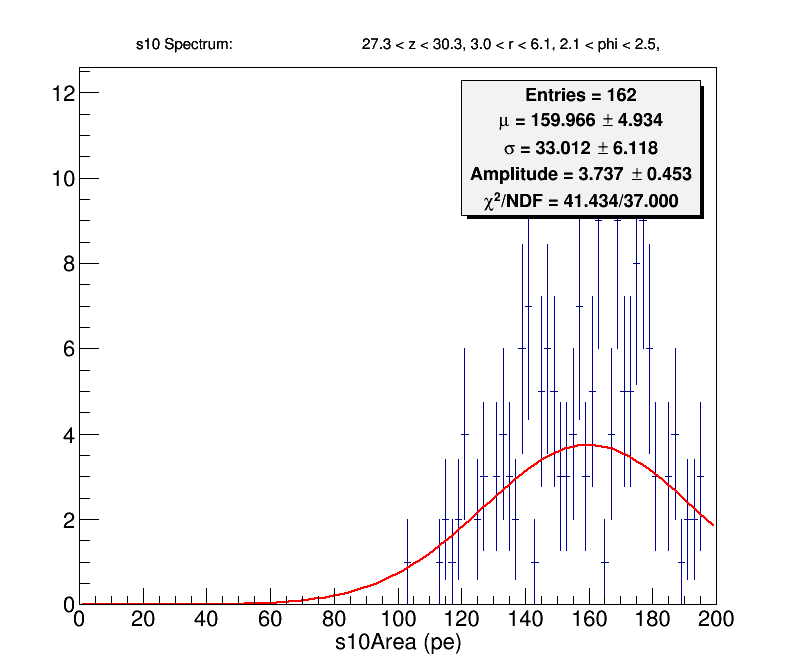 s10 Spectrum: 27.3 < z < 30.3, 3.0 < r < 6.1, 2.1 < phi < 2.5,
Entries = 162
μ = 159.966 ± 4.934
σ = 33.012 ± 6.118
Amplitude = 3.737 ± 0.453
χ²/NDF = 41.434/37.000
12
10
8
6
4
2
0
0 20 40 60 80 100 120 140 160 180 200
s10Area (pe)